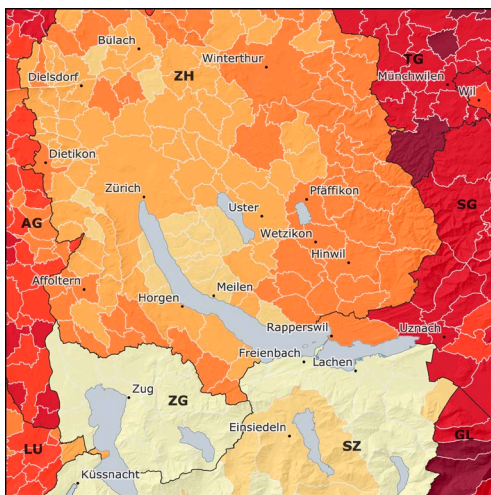 Bülach
Winterthur
TG
ZH
Münchwilen
Dielsdorf
Wil
Dietikon
Zürich
Pfäffikon
Uster
SG
AG
Wetzikon
Hinwil
Affoltern
Meilen
Horgen
Rapperswil
Uznach
Freienbach
Lachen
Zug
ZG
Einsiedeln
GL
SZ
LU
Küssnacht